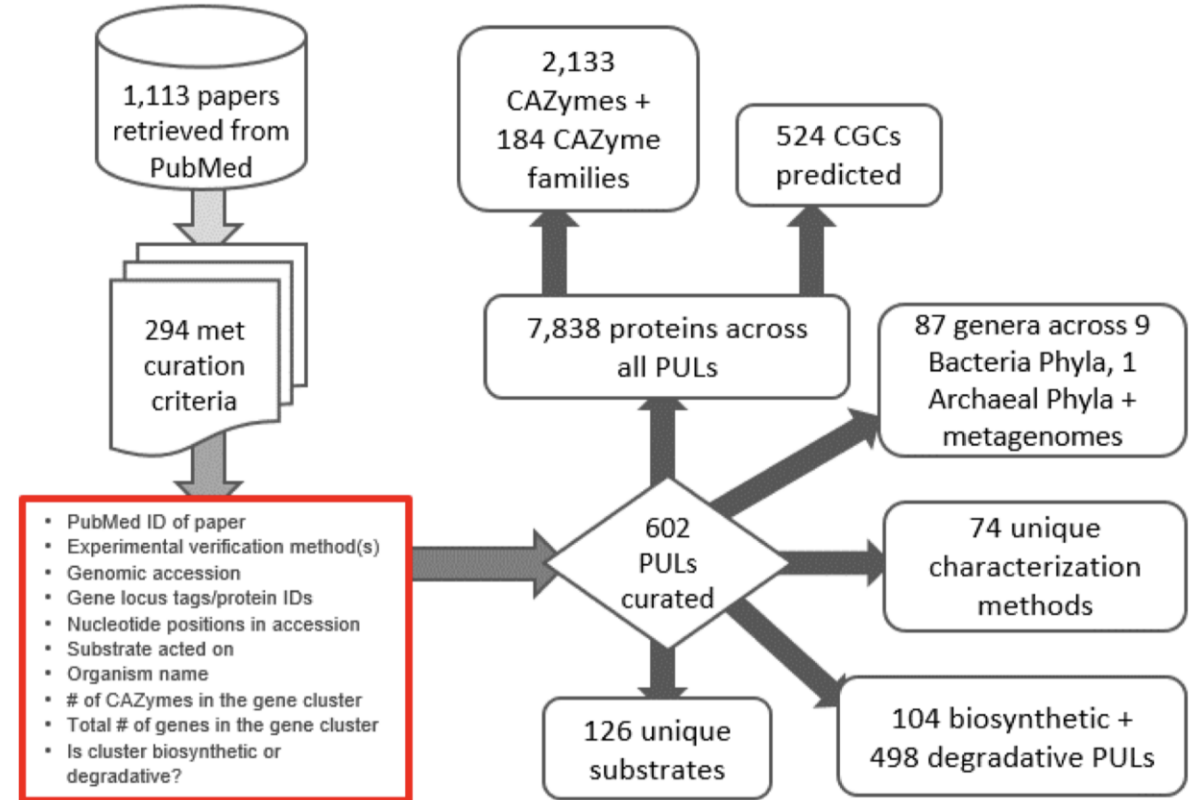 1,113 papers
retrieved from
PubMed
294 met
curation
criteria
• PubMed ID of paper
• Experimental verification method(s)
• Genomic accession
• Gene locus tags/protein IDs
• Nucleotide positions in accession
• Substrate acted on
• Organism name
• # of CAZymes in the gene cluster
• Total # of genes in the gene cluster
• Is cluster biosynthetic or
degradative?
602
PULs
curated
7,838 proteins across
all PULs
2,133
CAZymes +
184 CAZyme
families
524 CGCs
predicted
87 genera across 9
Bacteria Phyla, 1
Archaeal Phyla +
metagenomes
74 unique
characterization
methods
104 biosynthetic +
498 degradative PULs
126 unique
substrates